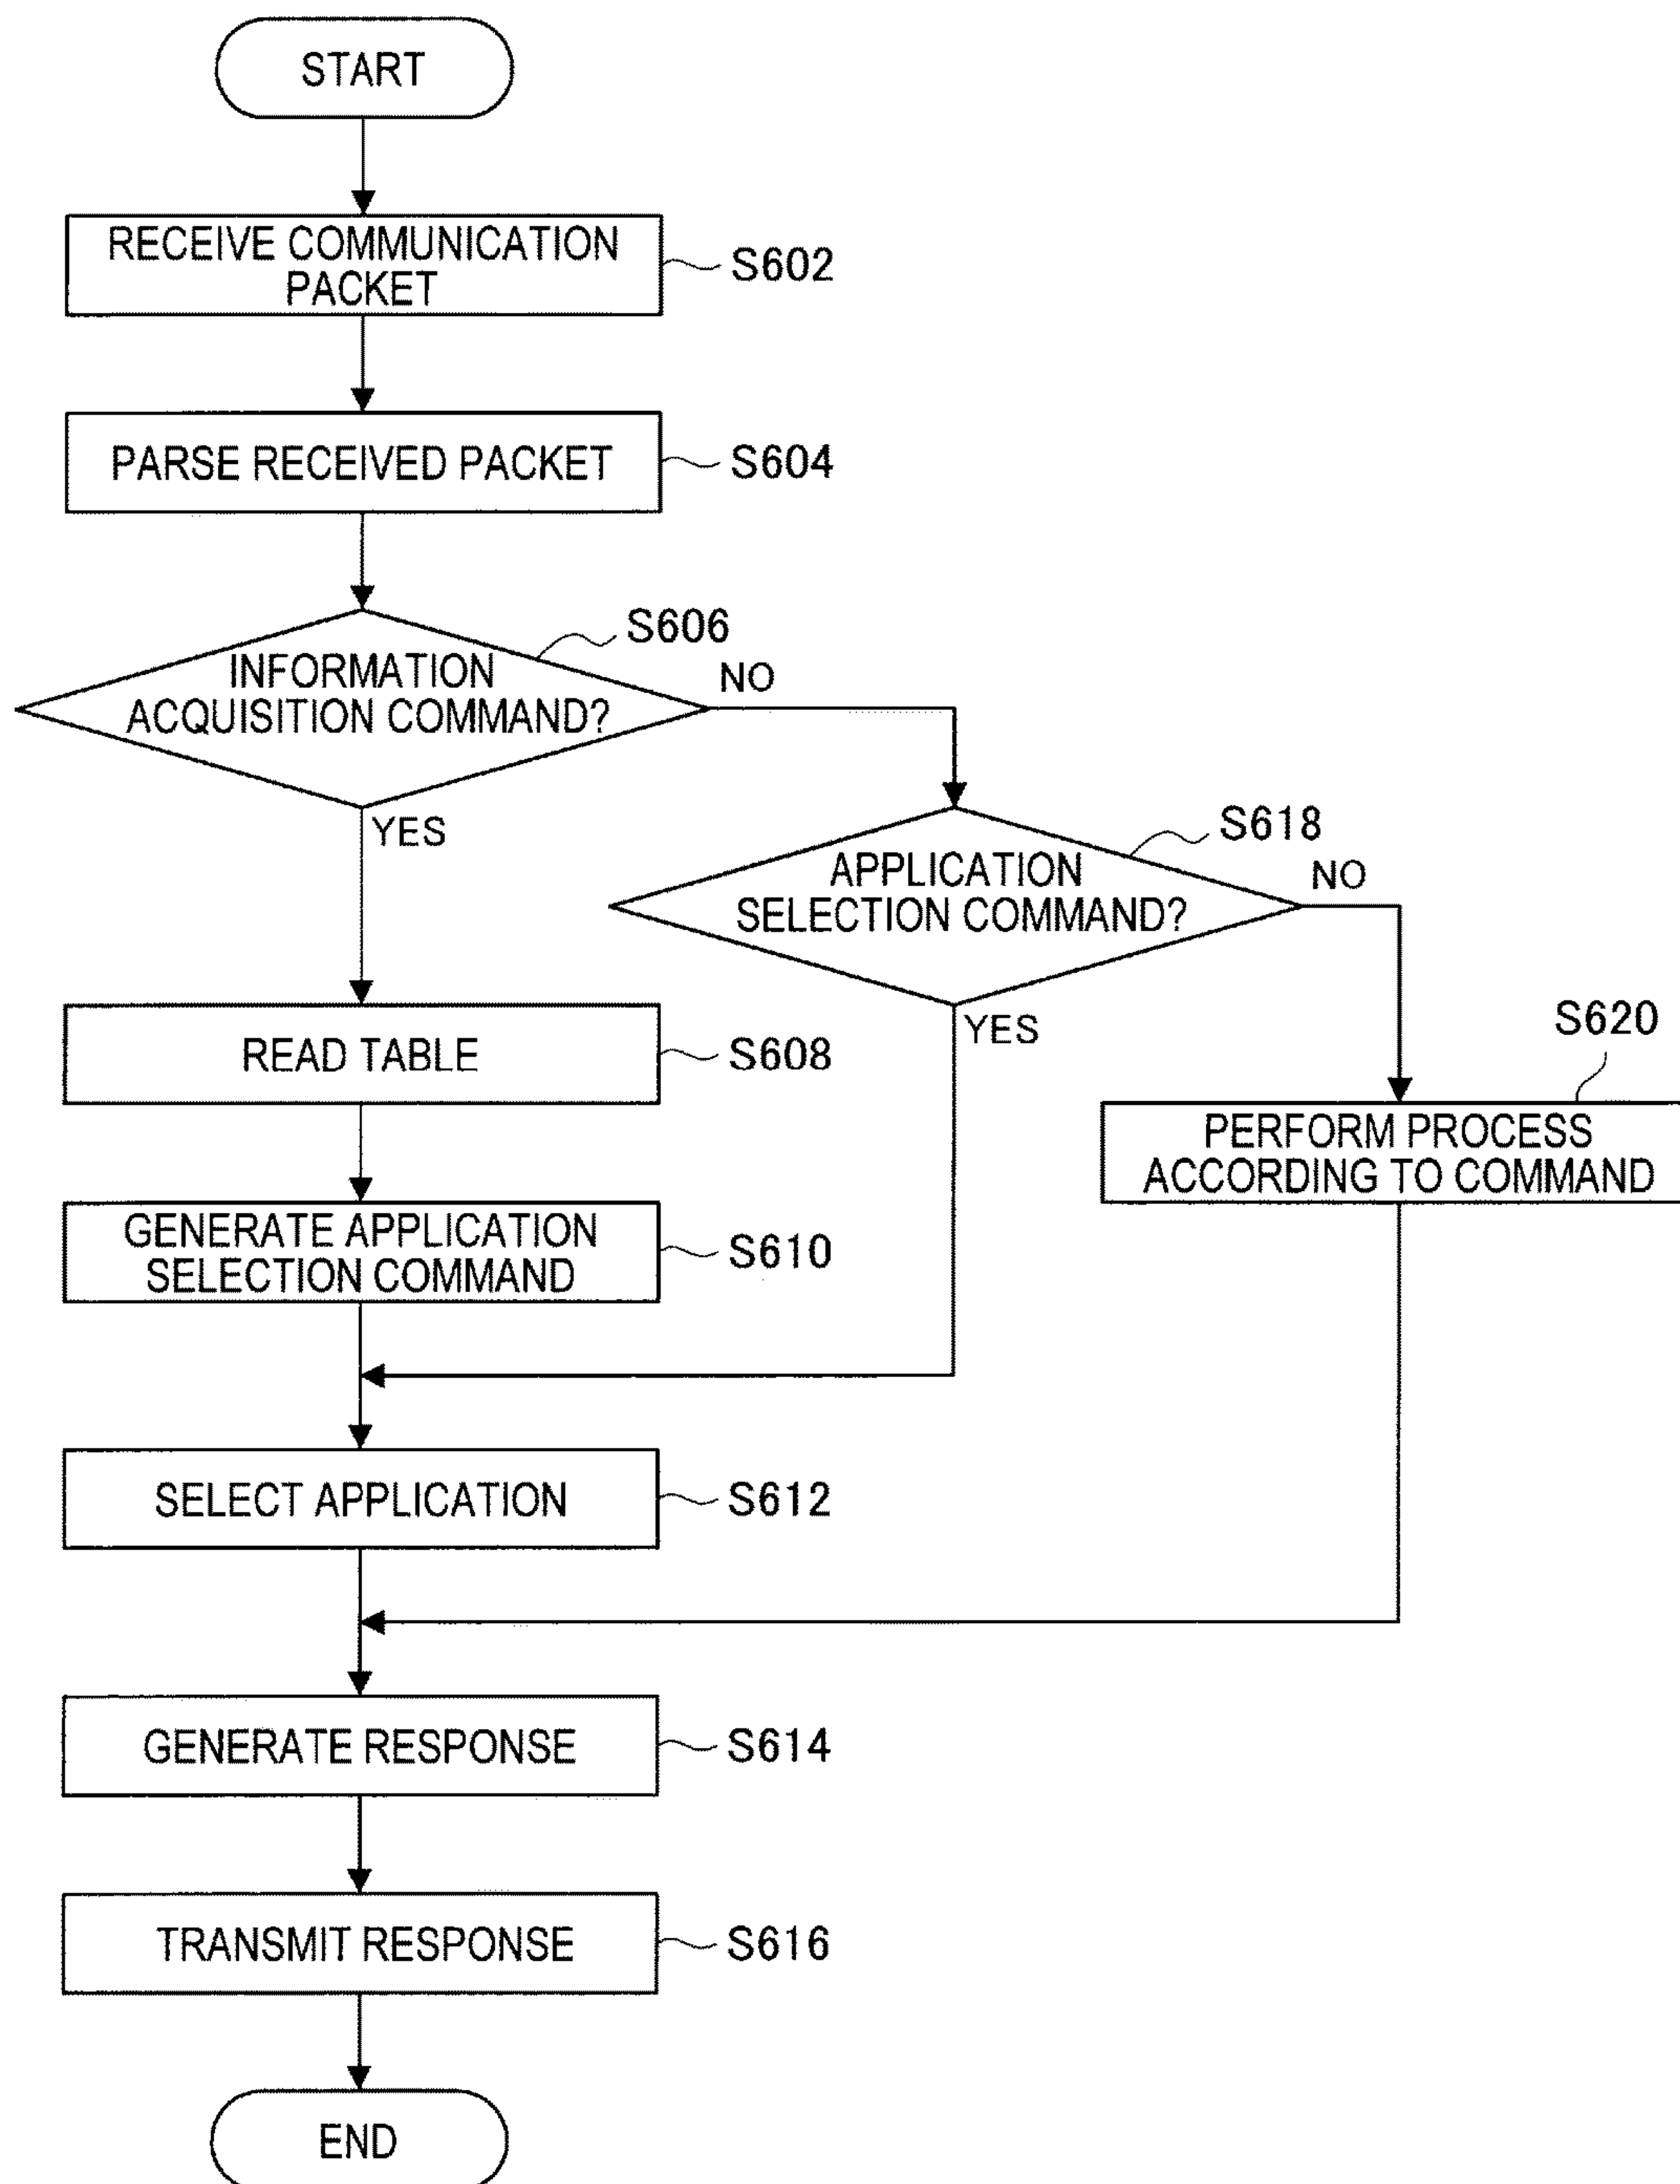 START
RECEIVE COMMUNICATION
PACKET
S602
PARSE RECEIVED PACKET
S604
S606
INFORMATION
ACQUISITION COMMAND?
NO
YES
S618
APPLICATION
SELECTION COMMAND?
NO
YES
READ TABLE
S608
S620
PERFORM PROCESS
ACCORDING TO COMMAND
GENERATE APPLICATION
SELECTION COMMAND
S610
SELECT APPLICATION
S612
GENERATE RESPONSE
S614
TRANSMIT RESPONSE
S616
END